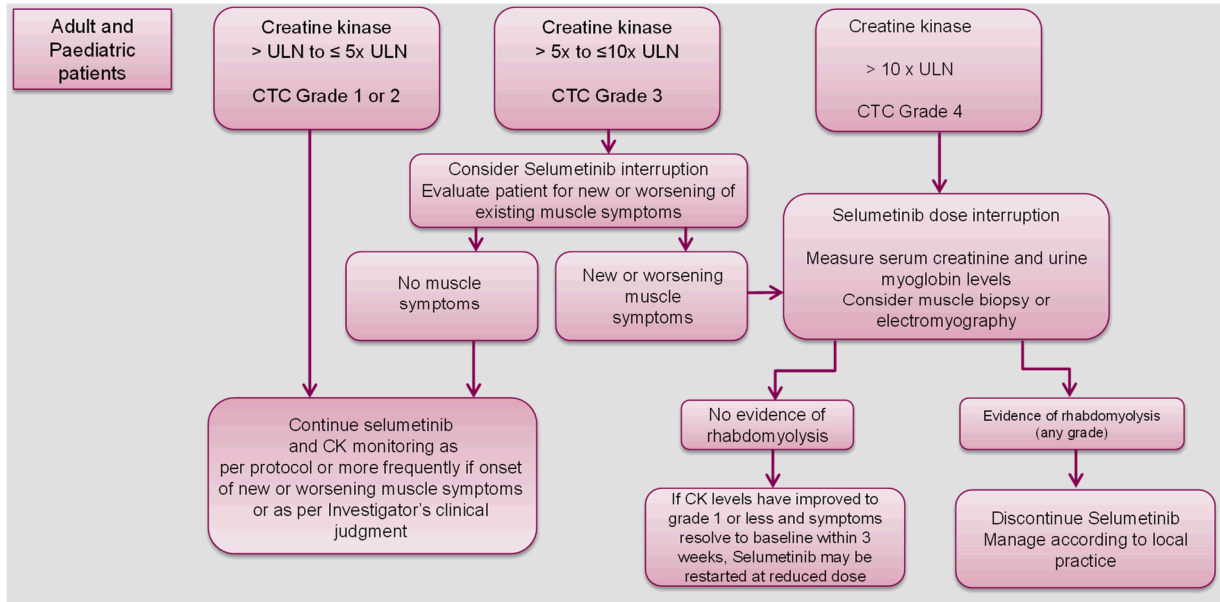 Adult and
Paediatric
patients
Creatine kinase
> ULN to ≤ 5x ULN
CTC Grade 1 or 2
Creatine kinase
> 5x to ≤10x ULN
CTC Grade 3
Creatine kinase
> 10 x ULN
CTC Grade 4
Consider Selumetinib interruption
Evaluate patient for new or worsening of
existing muscle symptoms
No muscle
symptoms
New or worsening
muscle
symptoms
Selumetinib dose interruption
Measure serum creatinine and urine
myoglobin levels
Consider muscle biopsy or
electromyography
Continue selumetinib
and CK monitoring as
per protocol or more frequently if onset
of new or worsening muscle symptoms
or as per Investigator's clinical
judgment
No evidence of
rhabdomyolysis
Evidence of rhabdomyolysis
(any grade)
If CK levels have improved to
grade 1 or less and symptoms
resolve to baseline within 3
weeks, Selumetinib may be
restarted at reduced dose
Discontinue Selumetinib
Manage according to local
practice